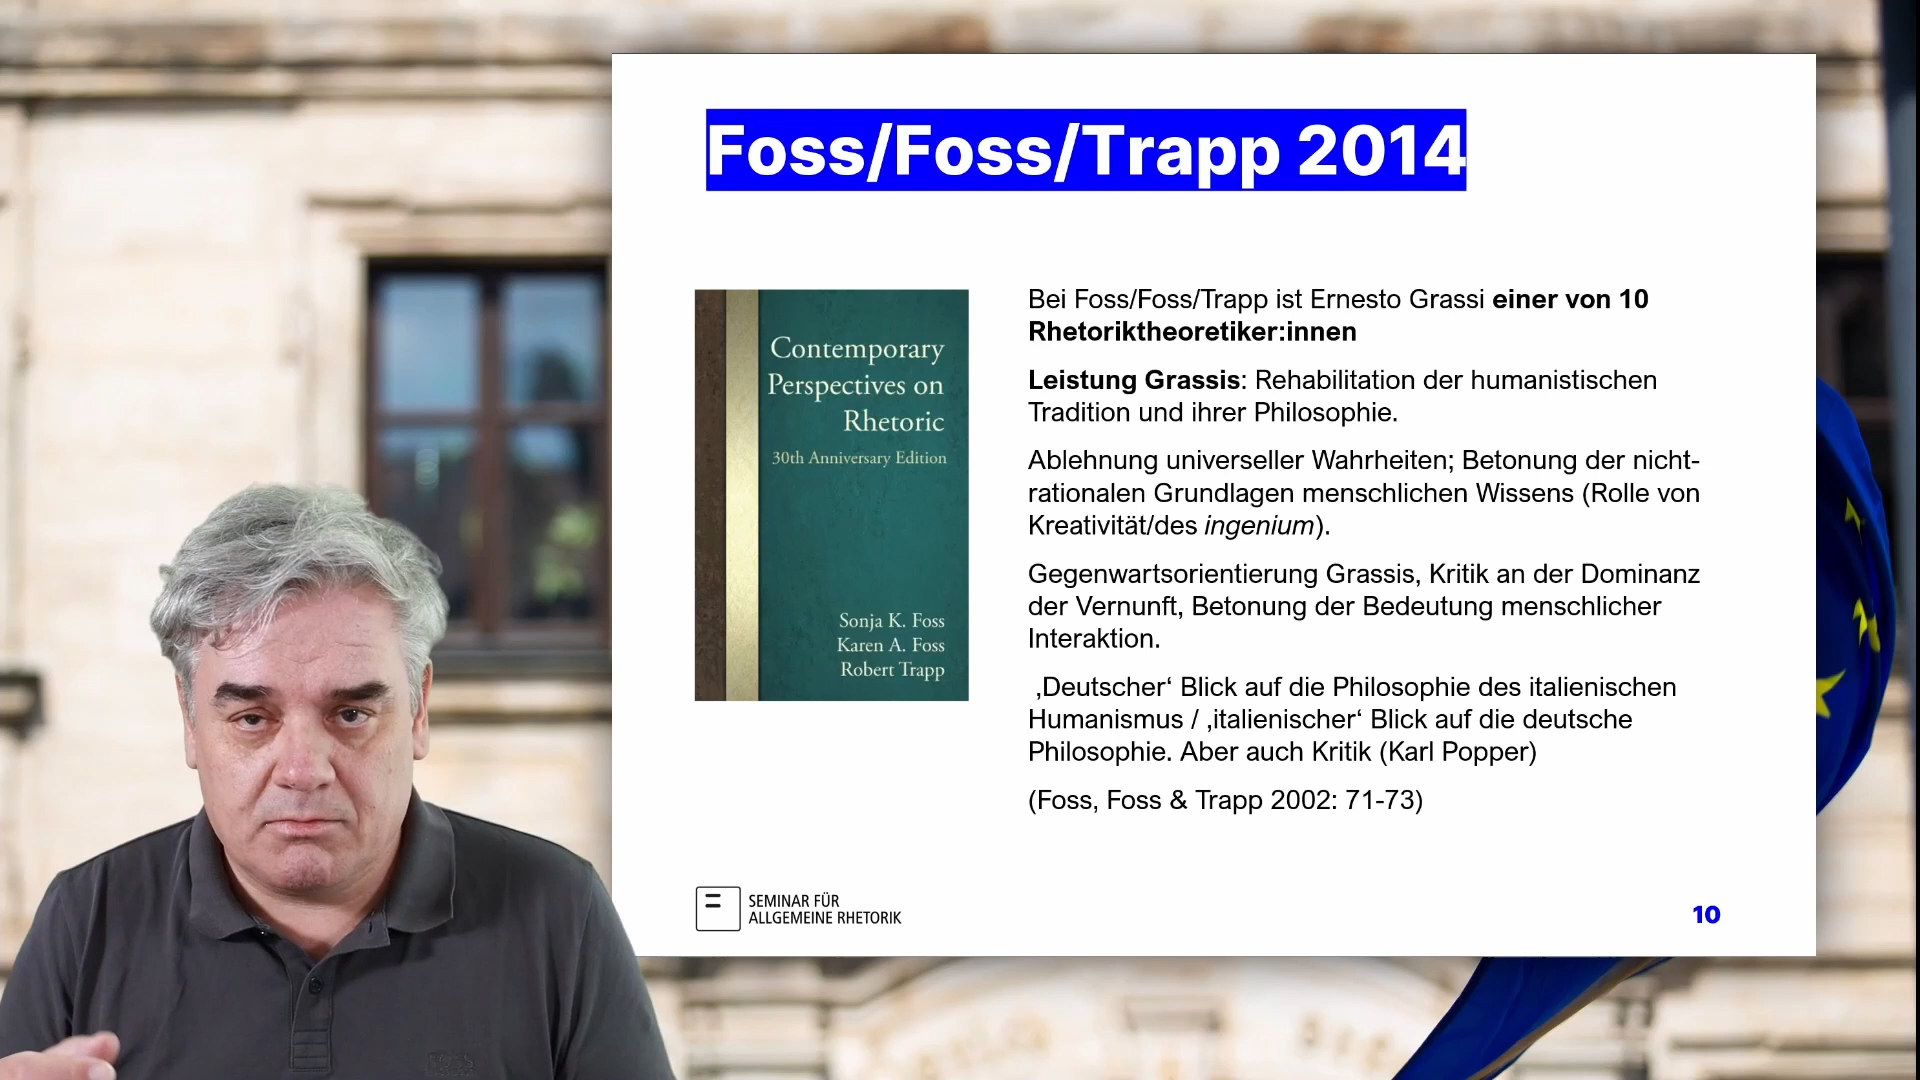 Foss/Foss/Trapp 2014
Contemporary
Perspectives on
Rhetoric
30th Anniversary Edition
Sonja K. Foss
Karen A. Foss
Robert Trapp
Bei Foss/Foss/Trapp ist Ernesto Grassi einer von 10
Rhetoriktheoretiker:innen
Leistung Grassis: Rehabilitation der humanistischen
Tradition und ihrer Philosophie.
Ablehnung universeller Wahrheiten; Betonung der nicht-
rationalen Grundlagen menschlichen Wissens (Rolle von
Kreativität/des ingenium).
Gegenwartsorientierung Grassis, Kritik an der Dominanz
der Vernunft, Betonung der Bedeutung menschlicher
Interaktion.
‚Deutscher‘ Blick auf die Philosophie des italienischen
Humanismus / ‚italienischer‘ Blick auf die deutsche
Philosophie. Aber auch Kritik (Karl Popper)
(Foss, Foss & Trapp 2002: 71-73)
SEMINAR FÜR
ALLGEMEINE RHETORIK
10